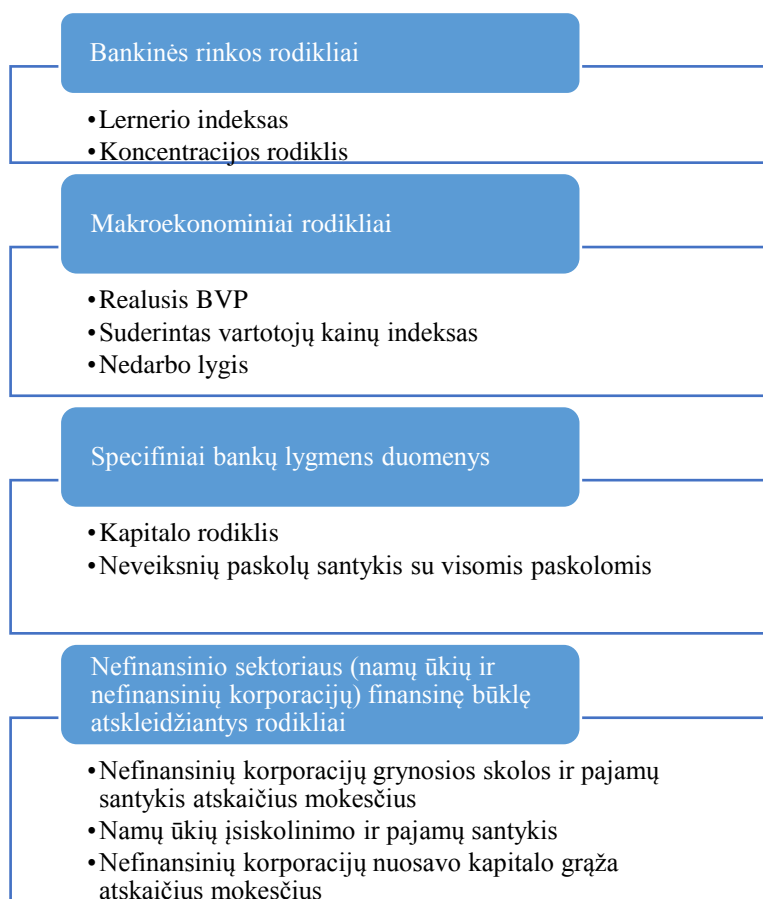 Bankinės rinkos rodikliai
•Lernerio indeksas
•Koncentracijos rodiklis
Makroekonominiai rodikliai
•Realusis BVP
•Suderintas vartotojų kainų indeksas
•Nedarbo lygis
Specifiniai bankų lygmens duomenys
•Kapitalo rodiklis
•Neveiksnių paskolų santykis su visomis paskolomis
Nefinansinio sektoriaus (namų ūkių ir
nefinansinių korporacijų) finansinę būklę
atskleidžiantys rodikliai
•Nefinansinių korporacijų grynosios skolos ir pajamų
santykis atskaičius mokesčius
•Namų ūkių įsiskolinimo ir pajamų santykis
•Nefinansinių korporacijų nuosavo kapitalo grąža
atskaičius mokesčius